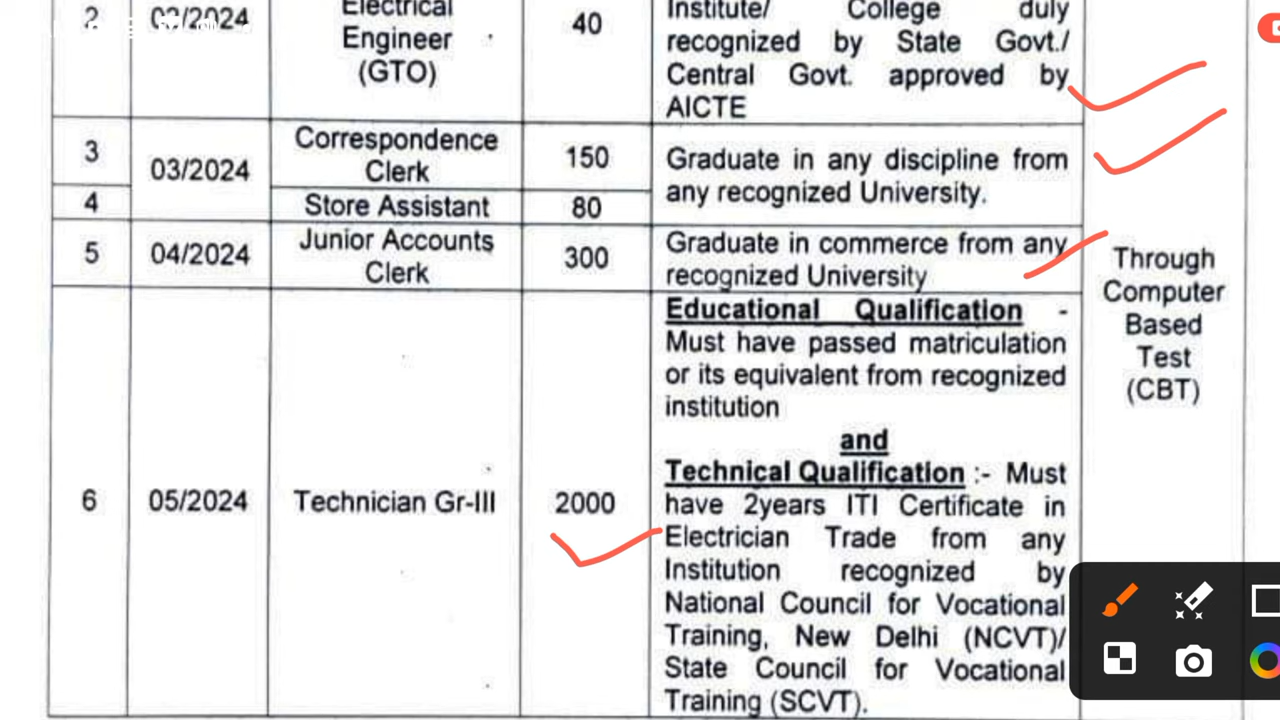 2 02/2024 Electrical Engineer (GTO) 40 Institute/ College duly
recognized by State Govt./
Central Govt. approved by
AICTE
3 03/2024 Correspondence Clerk 150 Graduate in any discipline from
any recognized University.
4 Store Assistant 80
5 04/2024 Junior Accounts Clerk 300 Graduate in commerce from any
recognized University
Through
Computer
Based
Test
(CBT)
6 05/2024 Technician Gr-III 2000
Educational Qualification -
Must have passed matriculation
or its equivalent from recognized
institution
and
Technical Qualification :- Must
have 2years ITI Certificate in
Electrician Trade from any
Institution recognized by
National Council for Vocational
Training, New Delhi (NCVT)/
State Council for Vocational
Training (SCVT).